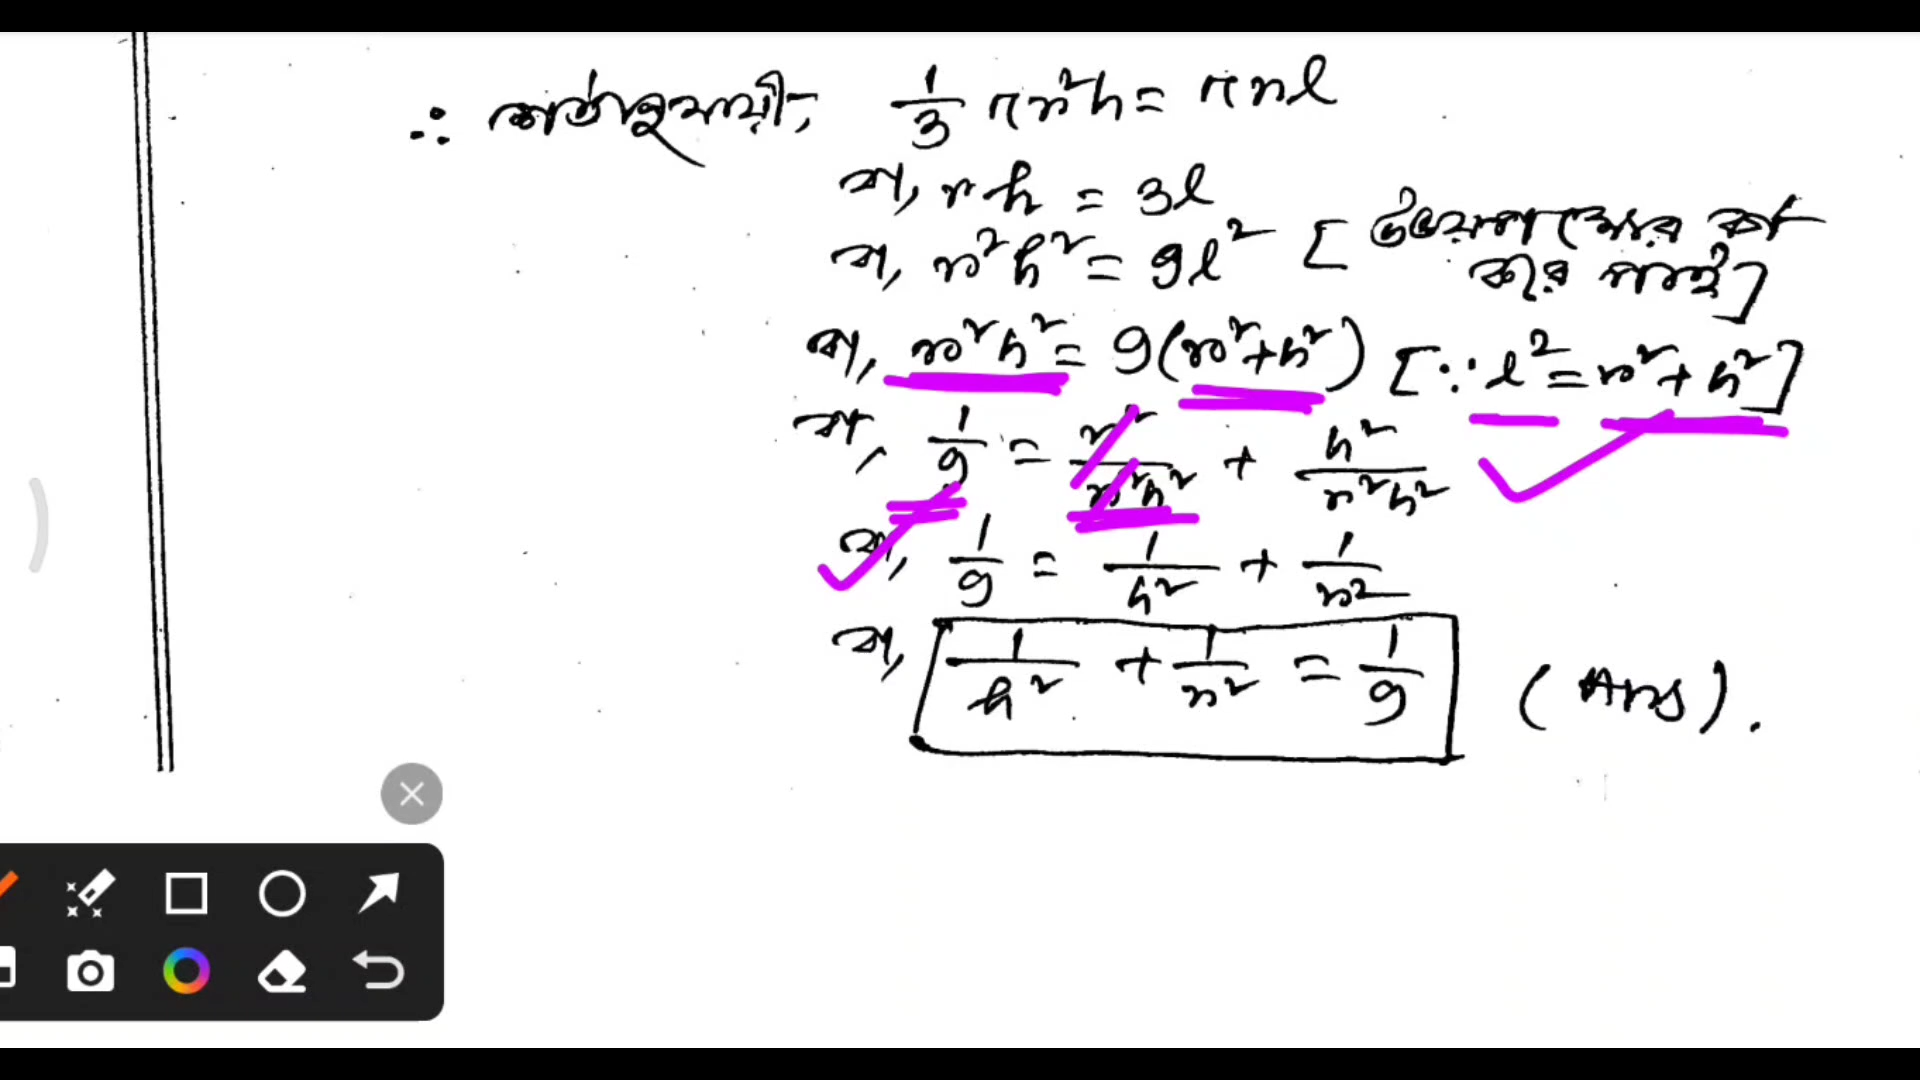 ∴ শর্তানুযায়ী, 1/3 πr²h = πrl
বা, rh = 3l
বা, r²h² = 9l² [উভয়পক্ষের বর্গ
করে পাই]
বা, r²h² = 9(r²+h²) [∵ l² = r²+h²]
বা, 1/9 = r²/r²h² + h²/r²h²
বা, 1/9 = 1/h² + 1/r²
বা, 1/h² + 1/r² = 1/9 (Ans).